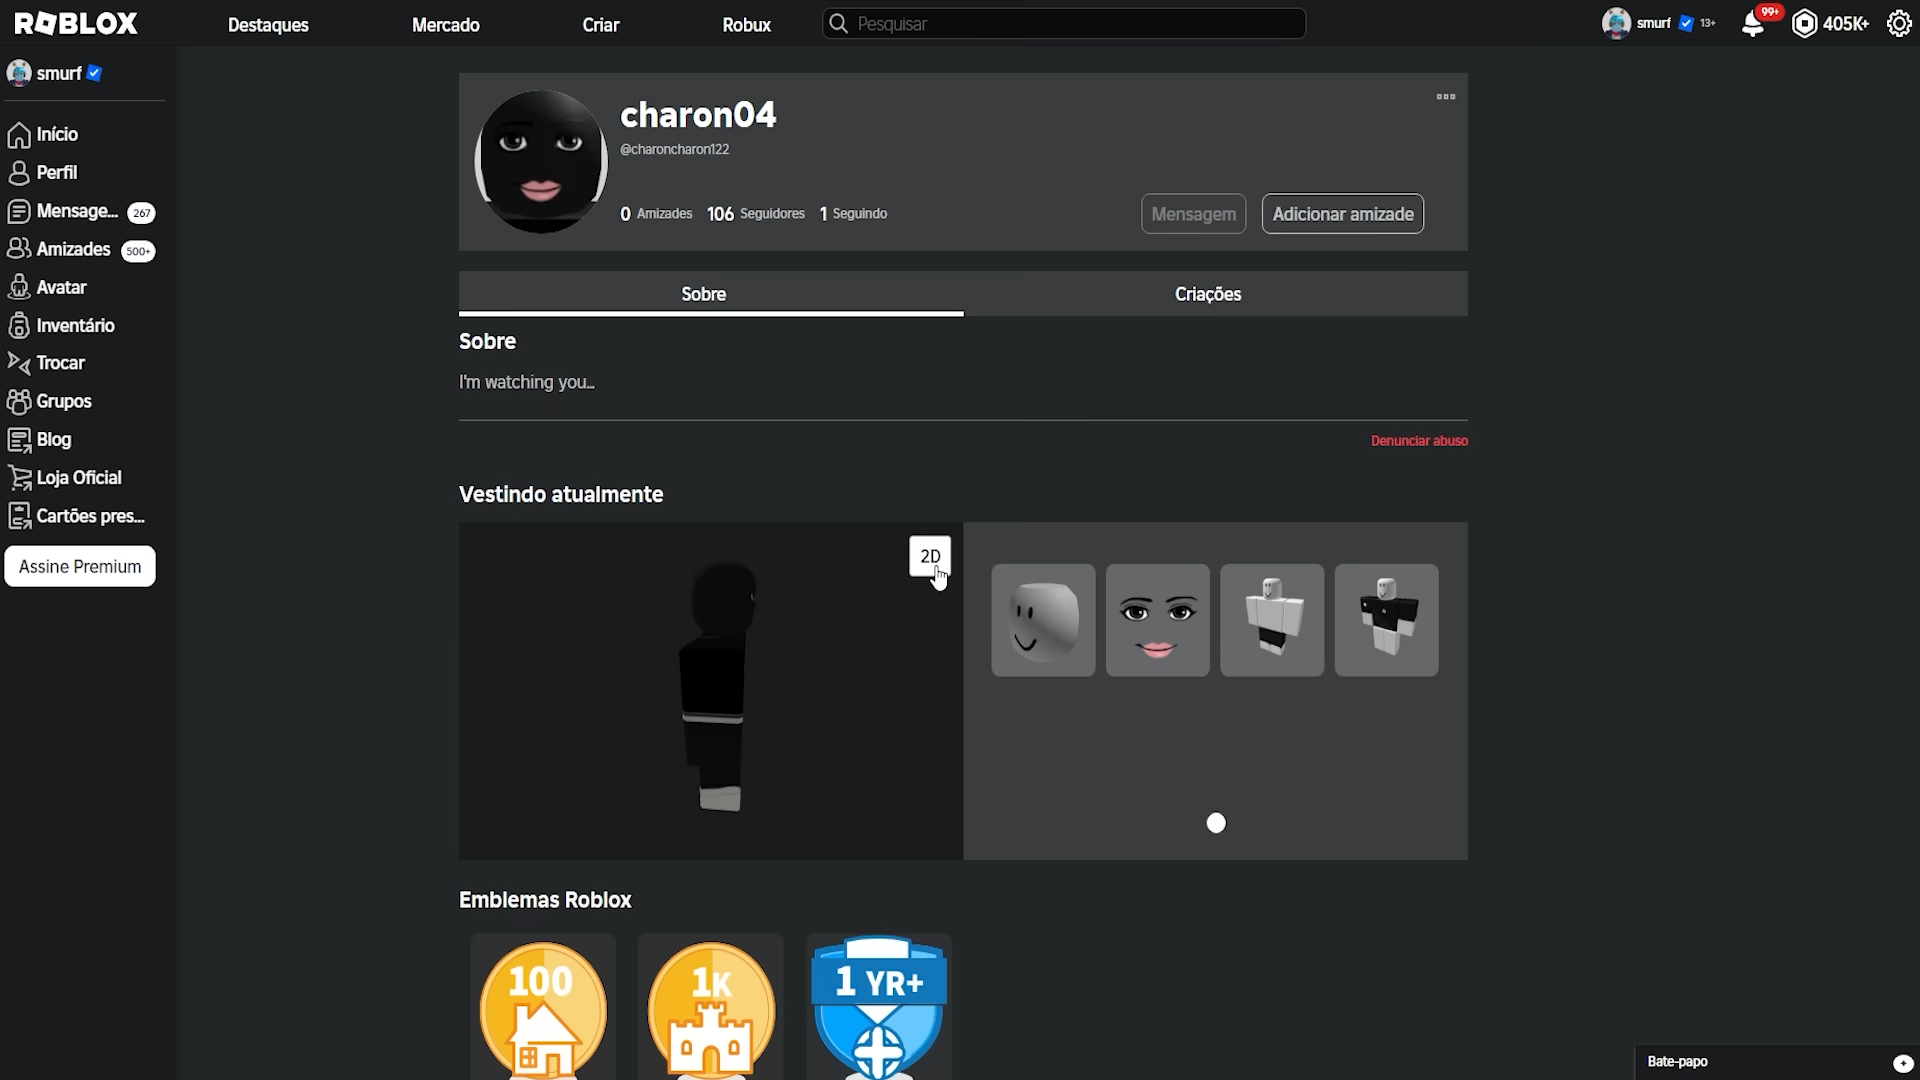 ROBLOX
Destaques
Mercado
Criar
Robux
Pesquisar
smurf
13+
99+
405K+
smurf
Início
Perfil
Mensage...
267
Amizades
500+
Avatar
Inventário
Trocar
Grupos
Blog
Loja Oficial
Cartões pres...
Assine Premium
charon04
@charoncharon122
0 Amizades 106 Seguidores 1 Seguindo
Mensagem
Adicionar amizade
Sobre
Criações
Sobre
I'm watching you...
Denunciar abuso
Vestindo atualmente
2D
Emblemas Roblox
100
1K
1 YR+
Bate-papo